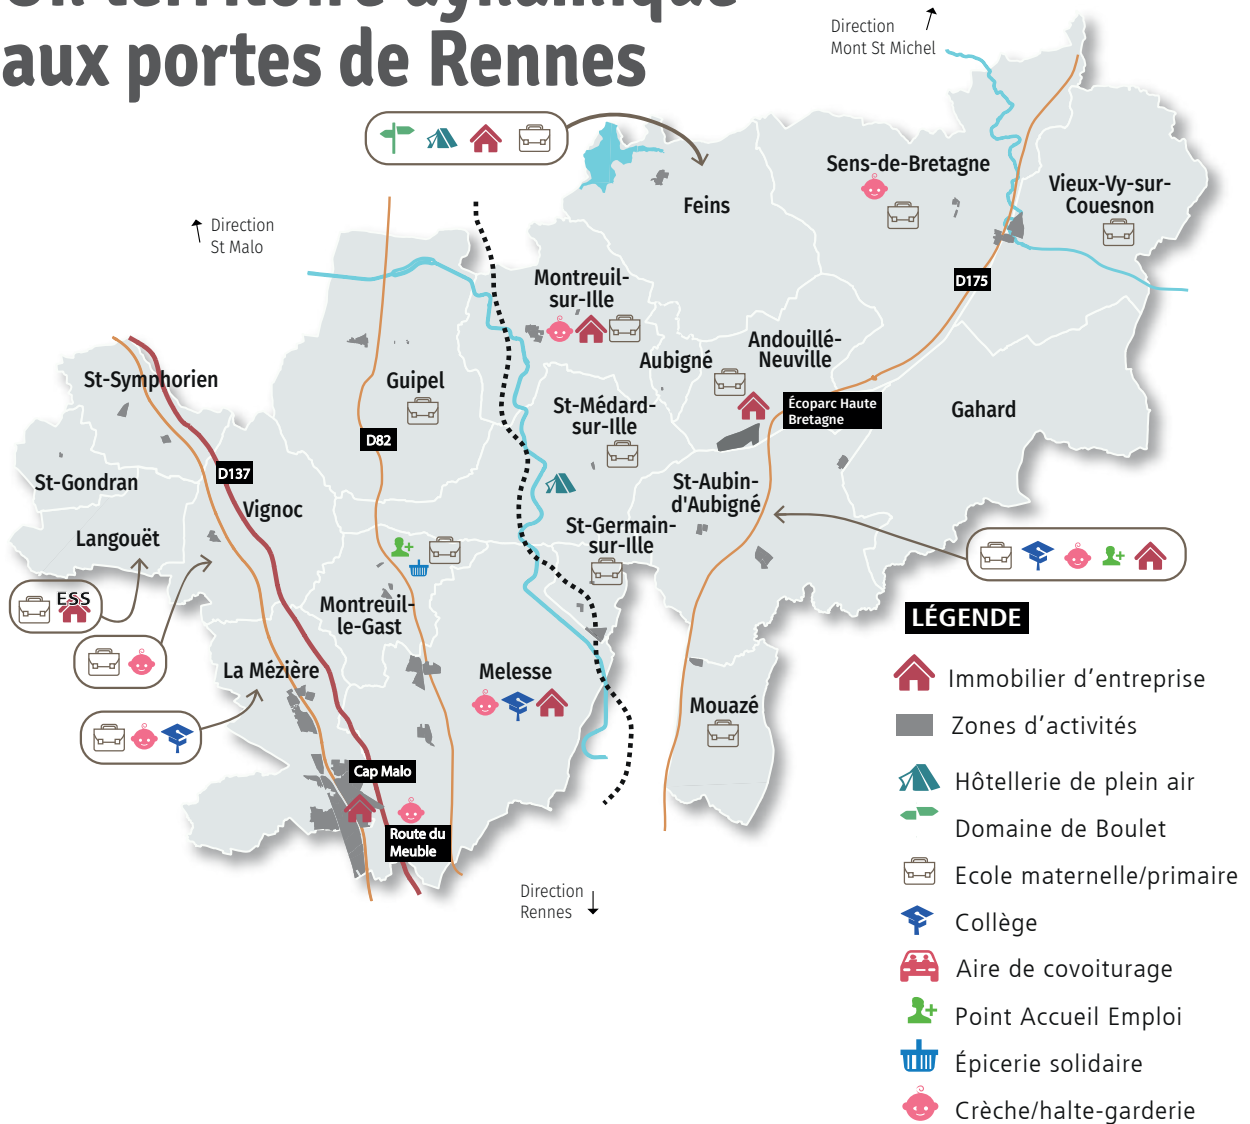 Un territoire dynamique
aux portes de Rennes
Direction
Mont St Michel
Direction
St Malo
Sens-de-Bretagne
Vieux-Vy-sur-
Couesnon
Feins
D175
Montreuil-
sur-Ille
Andouillé-
Neuville
Aubigné
St-Symphorien
Guipel
St-Médard-
sur-Ille
Écoparc Haute
Bretagne
Gahard
D82
D137
St-Gondran
St-Aubin-
d'Aubigné
Vignoc
Langouët
St-Germain-
sur-Ille
ESS
Montreuil-
le-Gast
La Mézière
Melesse
Mouazé
Cap Malo
Route du
Meuble
Direction
Rennes
LÉGENDE
Immobilier d’entreprise
Zones d’activités
Hôtellerie de plein air
Domaine de Boulet
Ecole maternelle/primaire
Collège
Aire de covoiturage
Point Accueil Emploi
Épicerie solidaire
Crèche/halte-garderie